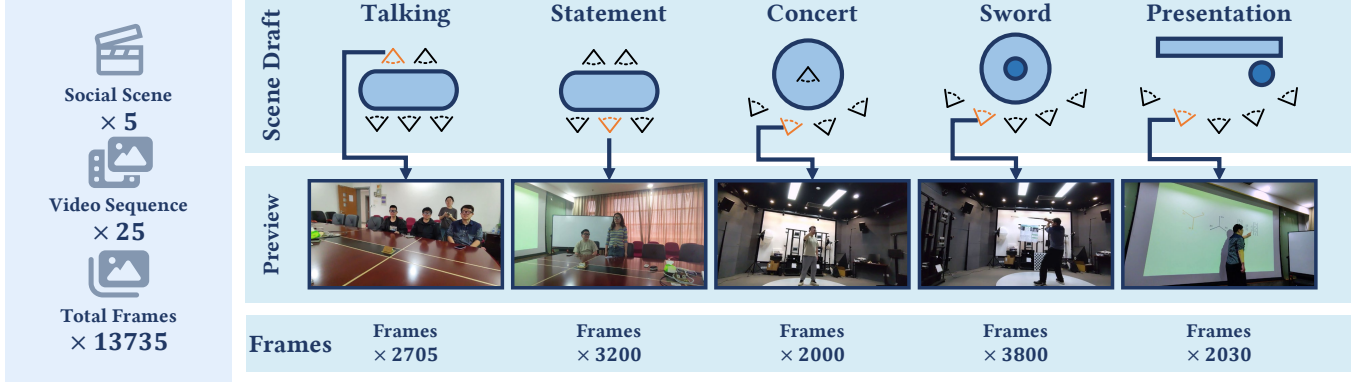 Social Scene
× 5
Video Sequence
× 25
Total Frames
× 13735
Scene Draft
Talking
Statement
Concert
Sword
Presentation
Preview
Frames
Frames
× 2705
Frames
× 3200
Frames
× 2000
Frames
× 3800
Frames
× 2030